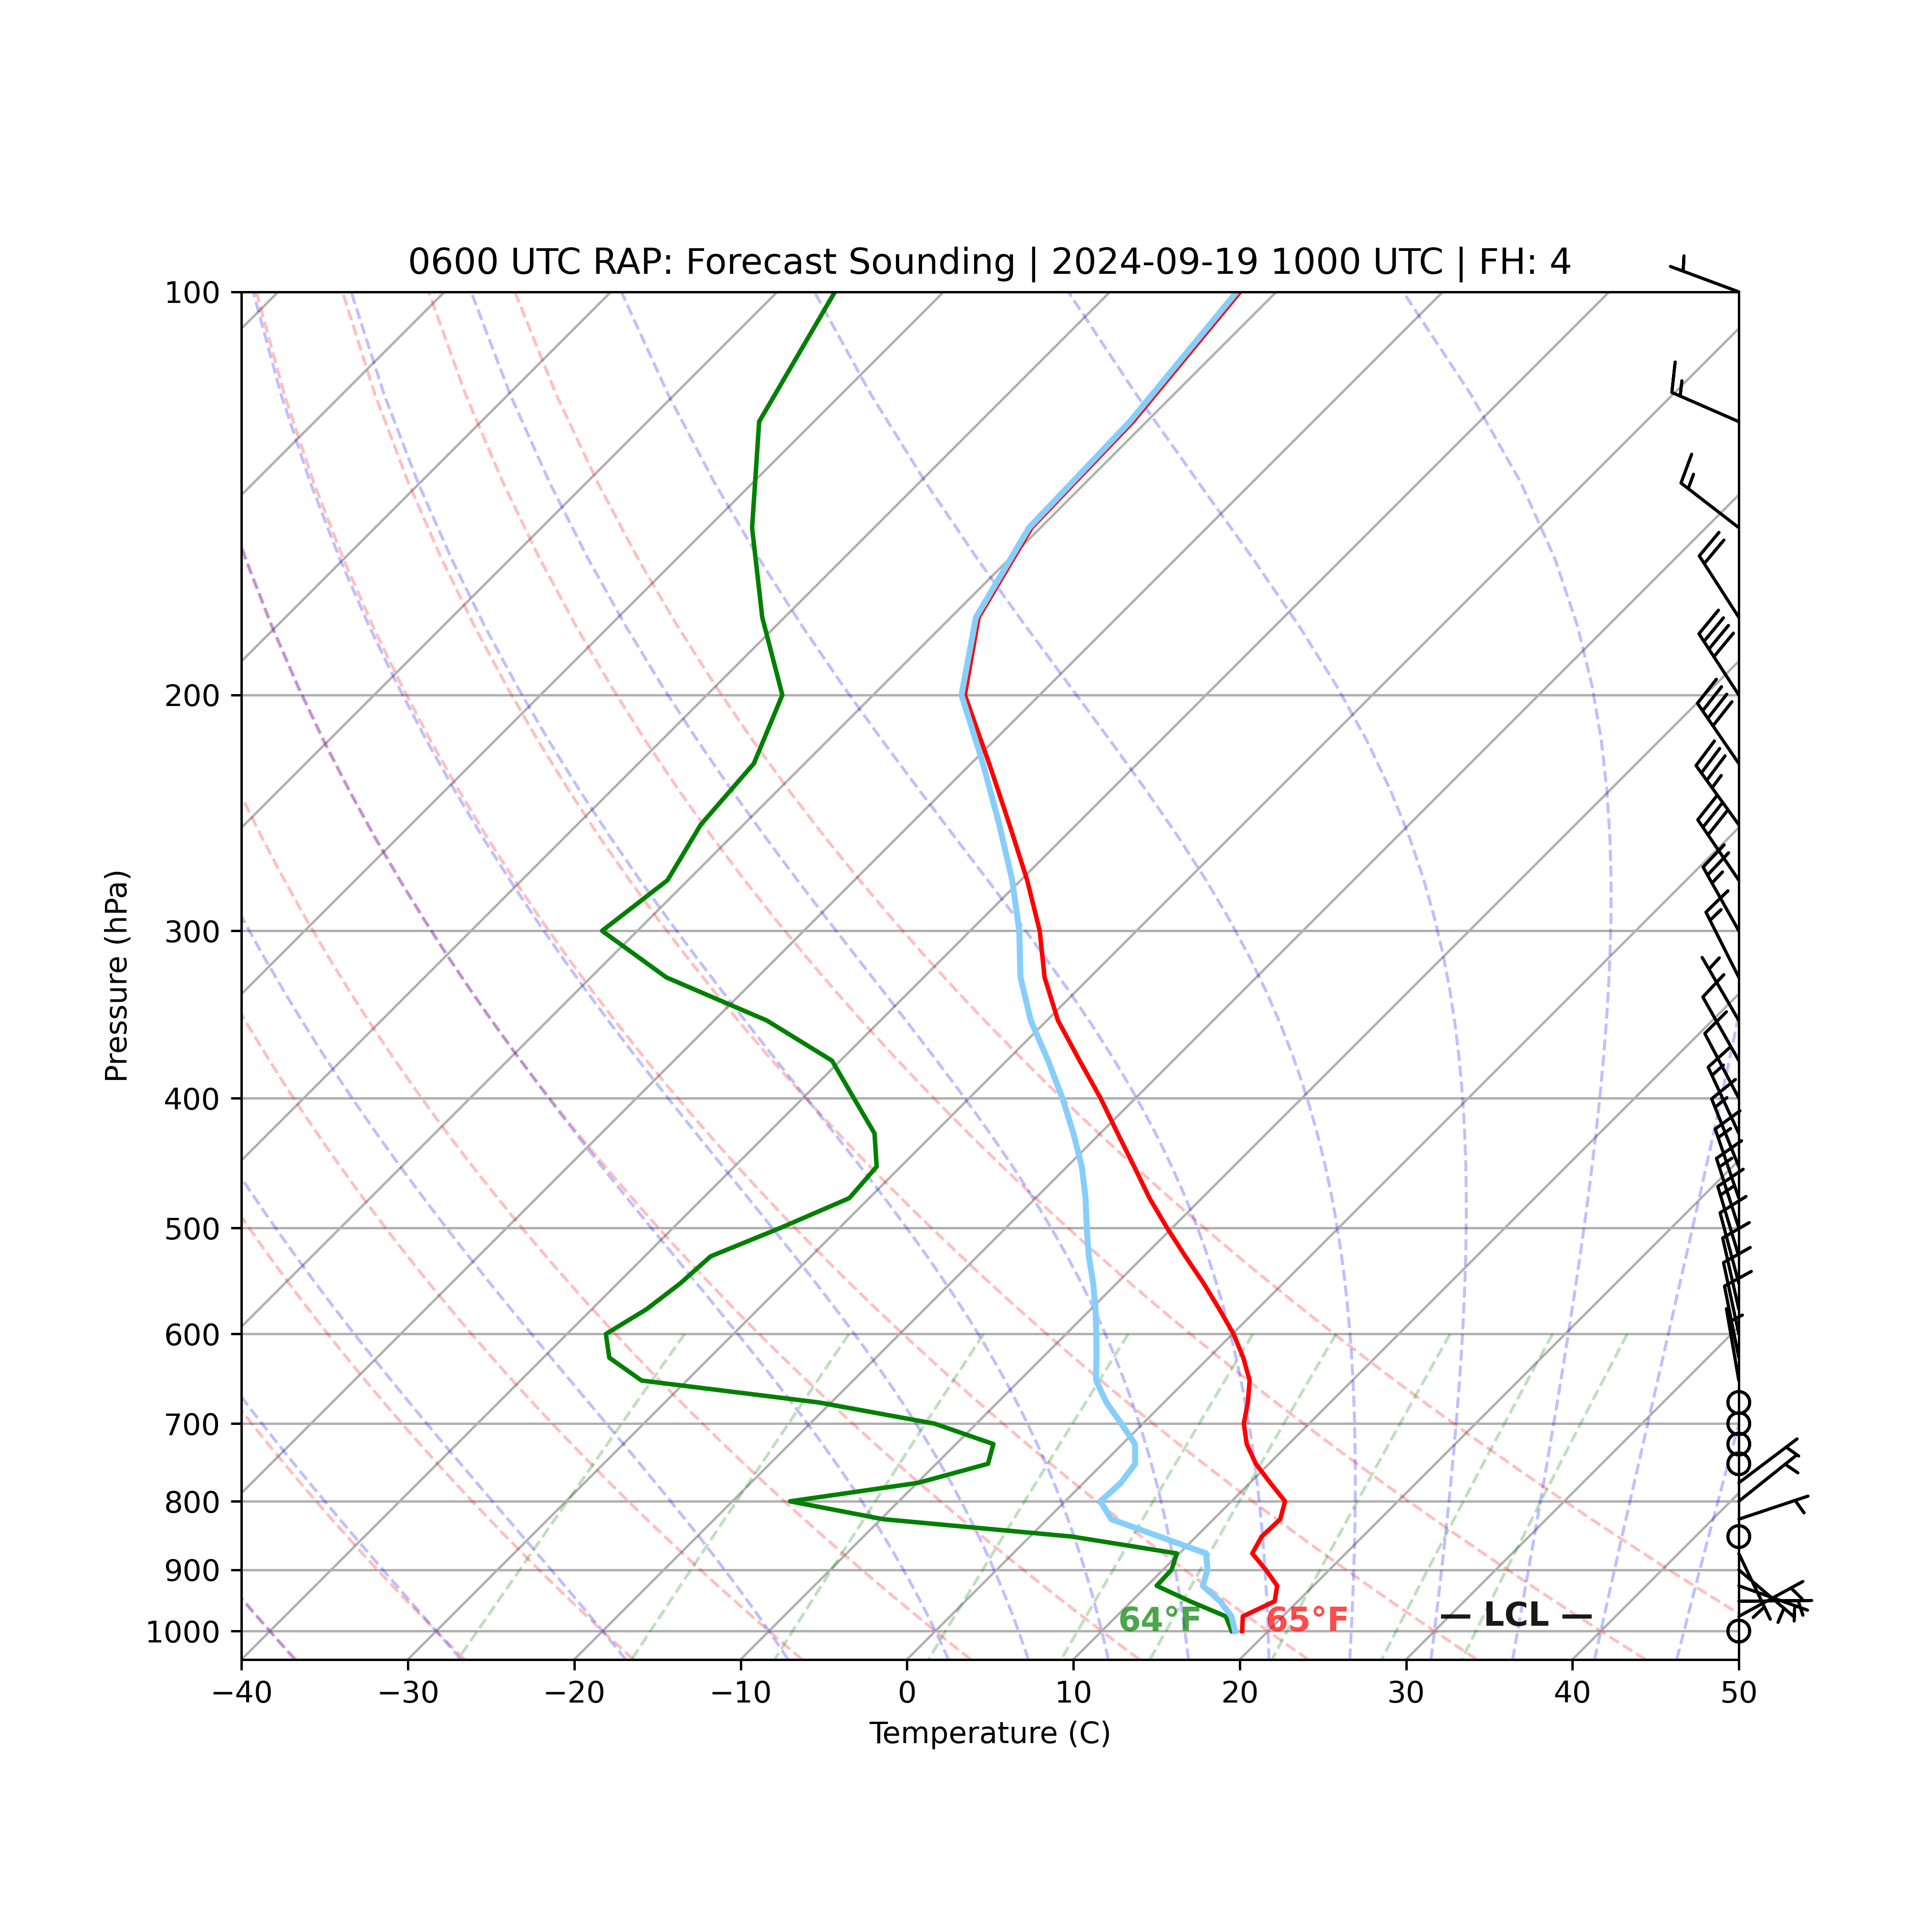 0600 UTC RAP: Forecast Sounding | 2024-09-19 1000 UTC | FH: 4
100
200
300
400
500
600
700
800
900
1000
Pressure (hPa)
64°F 65°F — LCL —
−40 −30 −20 −10 0 10 20 30 40 50
Temperature (C)